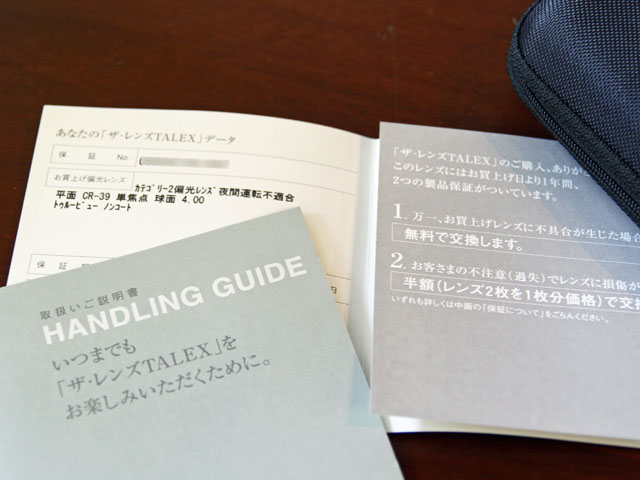 あなたの「ザ・レンズTALEX」データ
保 証 No.
お買上げ偏光レンズ
ｶﾃｺﾞﾘｰ2偏光ﾚﾝｽﾞ 夜間運転不適合
平面 CR-39 単焦点 球面 4.00
ﾄｩﾙｰﾋﾞｭｰ ﾉﾝｺｰﾄ
保 証 期
日
取扱いご説明書
HANDLING GUIDE
いつまでも
「ザ・レンズTALEX」を
お楽しみいただくために。
「ザ・レンズTALEX」のご購入、ありが
このレンズにはお買上げ日より1年間、
2つの製品保証がついています。
1. 万一、お買上げレンズに不具合が生じた場合
無料で交換します。
2. お客さまの不注意(過失)でレンズに損傷が
半額(レンズ2枚を1枚分価格)で交
いずれも詳しくは中面の「保証について」をごらんください。